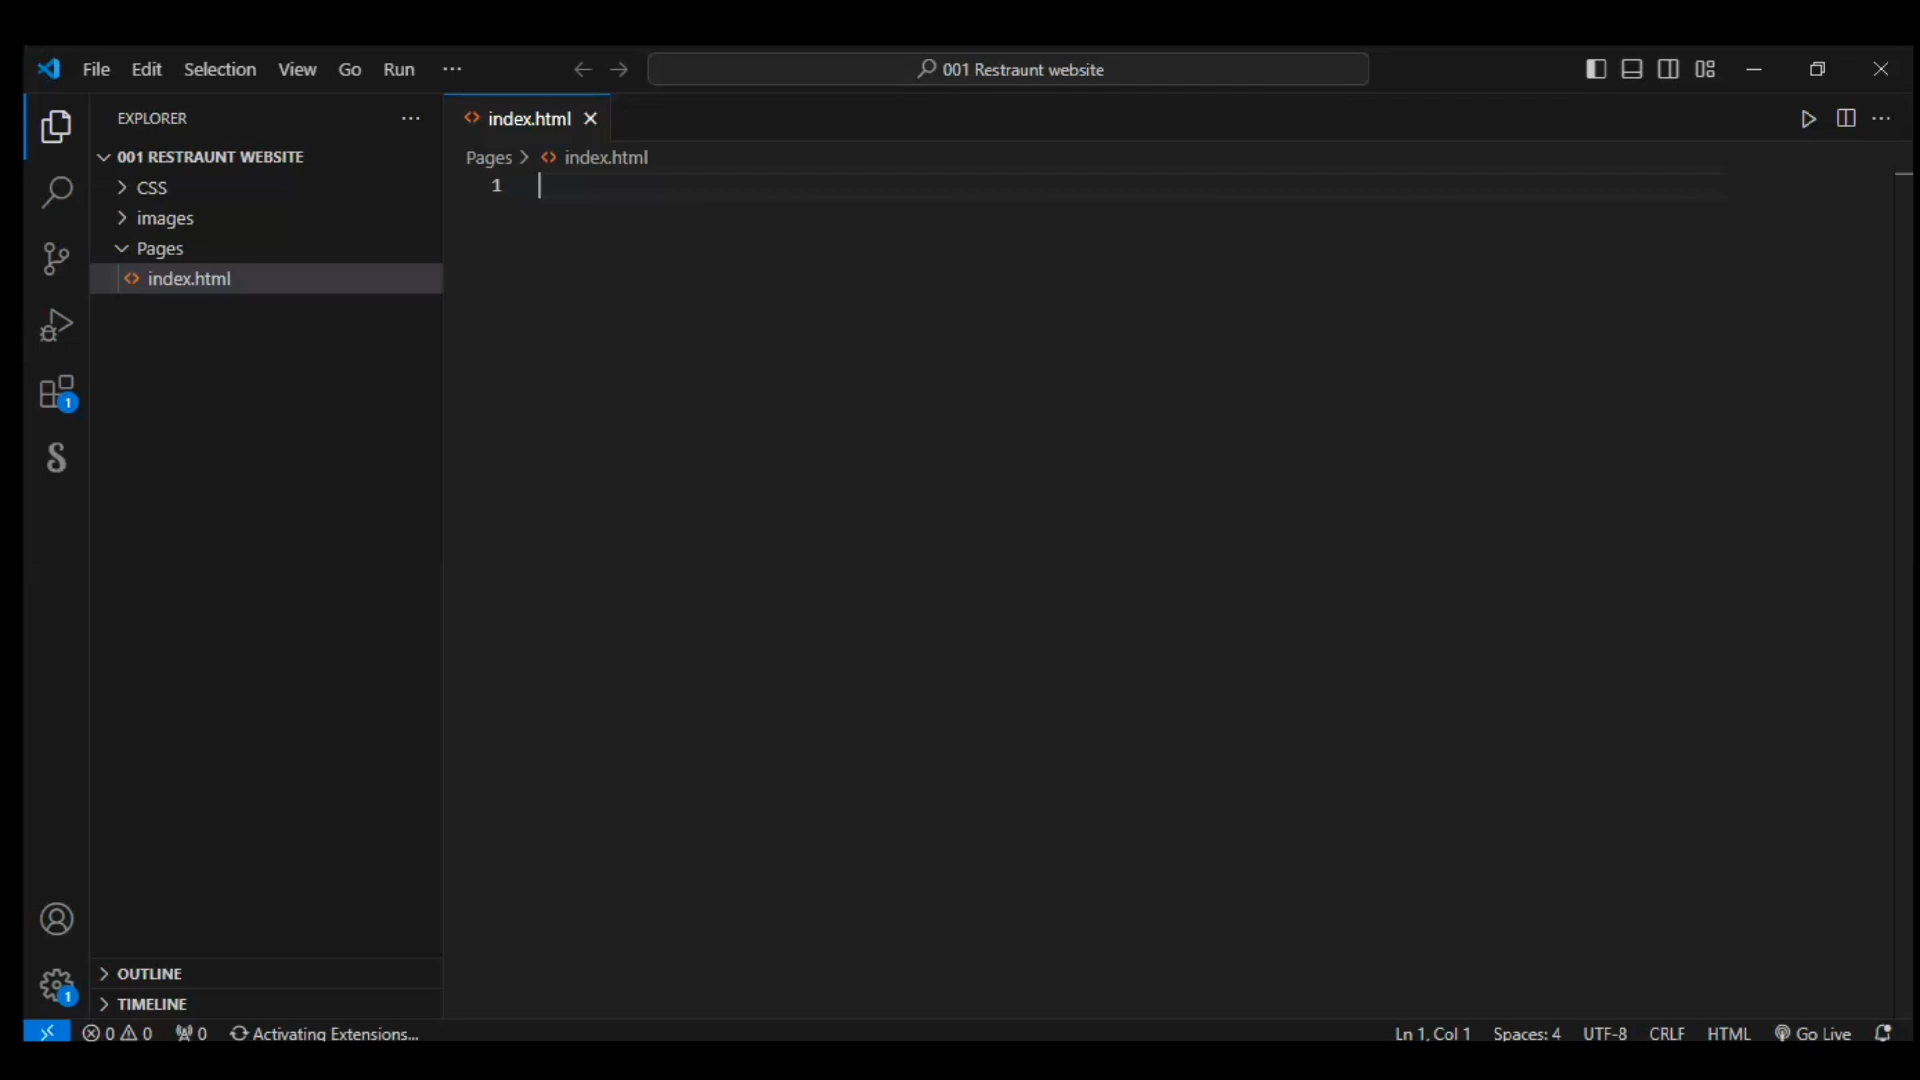 File Edit Selection View Go Run ··· 001 Restraunt website
EXPLORER ···
index.html
001 RESTRAUNT WEBSITE
Pages > index.html
CSS
1
images
Pages
index.html
1
S
OUTLINE
1
TIMELINE
0 0 0 Activating Extensions... Ln 1, Col 1 Spaces: 4 UTF-8 CRLF HTML Go Live